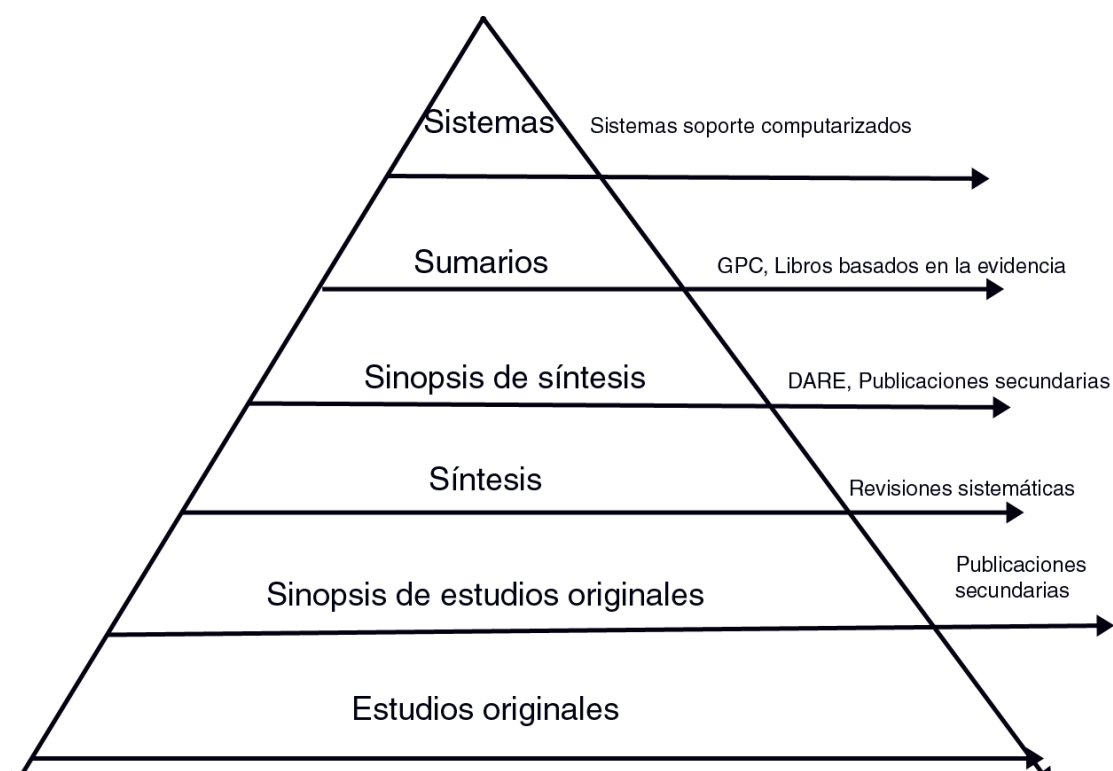 Sistemas
Sistemas soporte computarizados
Sumarios
GPC, Libros basados en la evidencia
Sinopsis de síntesis
DARE, Publicaciones secundarias
Síntesis
Revisiones sistemáticas
Sinopsis de estudios originales
Publicaciones
secundarias
Estudios originales